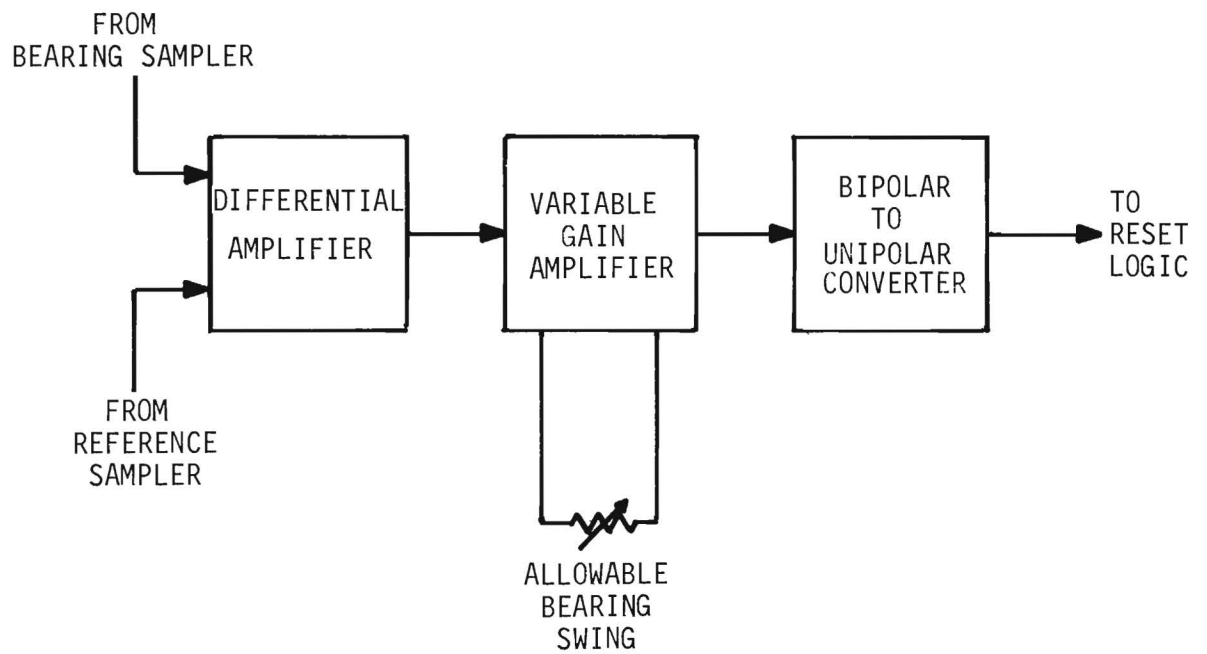 FROM
BEARING SAMPLER
DIFFERENTIAL
AMPLIFIER
VARIABLE
GAIN
AMPLIFIER
BIPOLAR
TO
UNIPOLAR
CONVERTER
TO
RESET
LOGIC
FROM
REFERENCE
SAMPLER
ALLOWABLE
BEARING
SWING